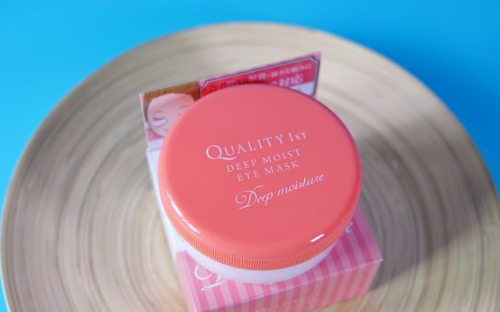 QUALITY 1ST
DEEP MOIST
EYE MASK
Deep moisture